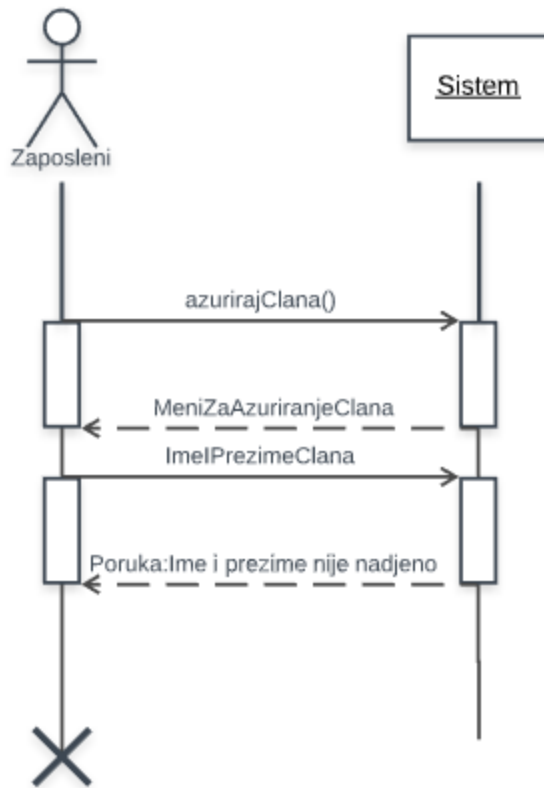 Sistem
Zaposleni
azurirajClana()
MeniZaAzuriranjeClana
ImeIPrezimeClana
Poruka:Ime i prezime nije nadjeno